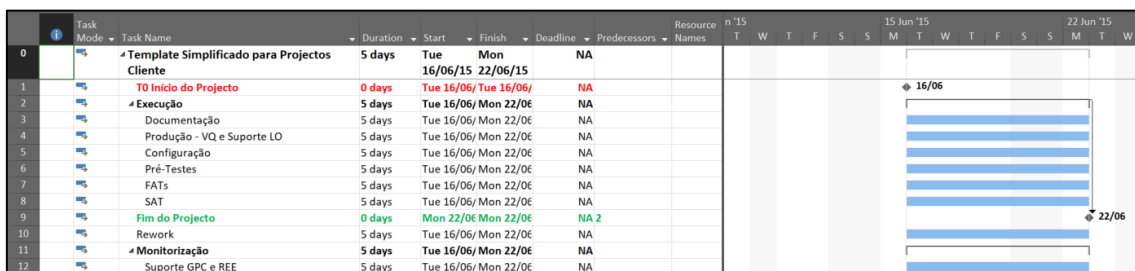 Task Mode Task Name Duration Start Finish Deadline Predecessors Resource Names
n '15 15 Jun '15 22 Jun '15
T W T F S S M T W T F S S M T W
0 Template Simplificado para Projectos Cliente 5 days Tue 16/06/15 Mon 22/06/15 NA
1 T0 Início do Projecto 0 days Tue 16/06/ Tue 16/06/ NA 16/06
2 Execução 5 days Tue 16/06/ Mon 22/06 NA
3 Documentação 5 days Tue 16/06/ Mon 22/06 NA
4 Produção - VQ e Suporte LO 5 days Tue 16/06/ Mon 22/06 NA
5 Configuração 5 days Tue 16/06/ Mon 22/06 NA
6 Pré-Testes 5 days Tue 16/06/ Mon 22/06 NA
7 FATs 5 days Tue 16/06/ Mon 22/06 NA
8 SAT 5 days Tue 16/06/ Mon 22/06 NA
9 Fim do Projecto 0 days Mon 22/06 Mon 22/06 NA 2 22/06
10 Rework 5 days Tue 16/06/ Mon 22/06 NA
11 Monitorização 5 days Tue 16/06/ Mon 22/06 NA
12 Suporte GPC e REE 5 days Tue 16/06/ Mon 22/06 NA